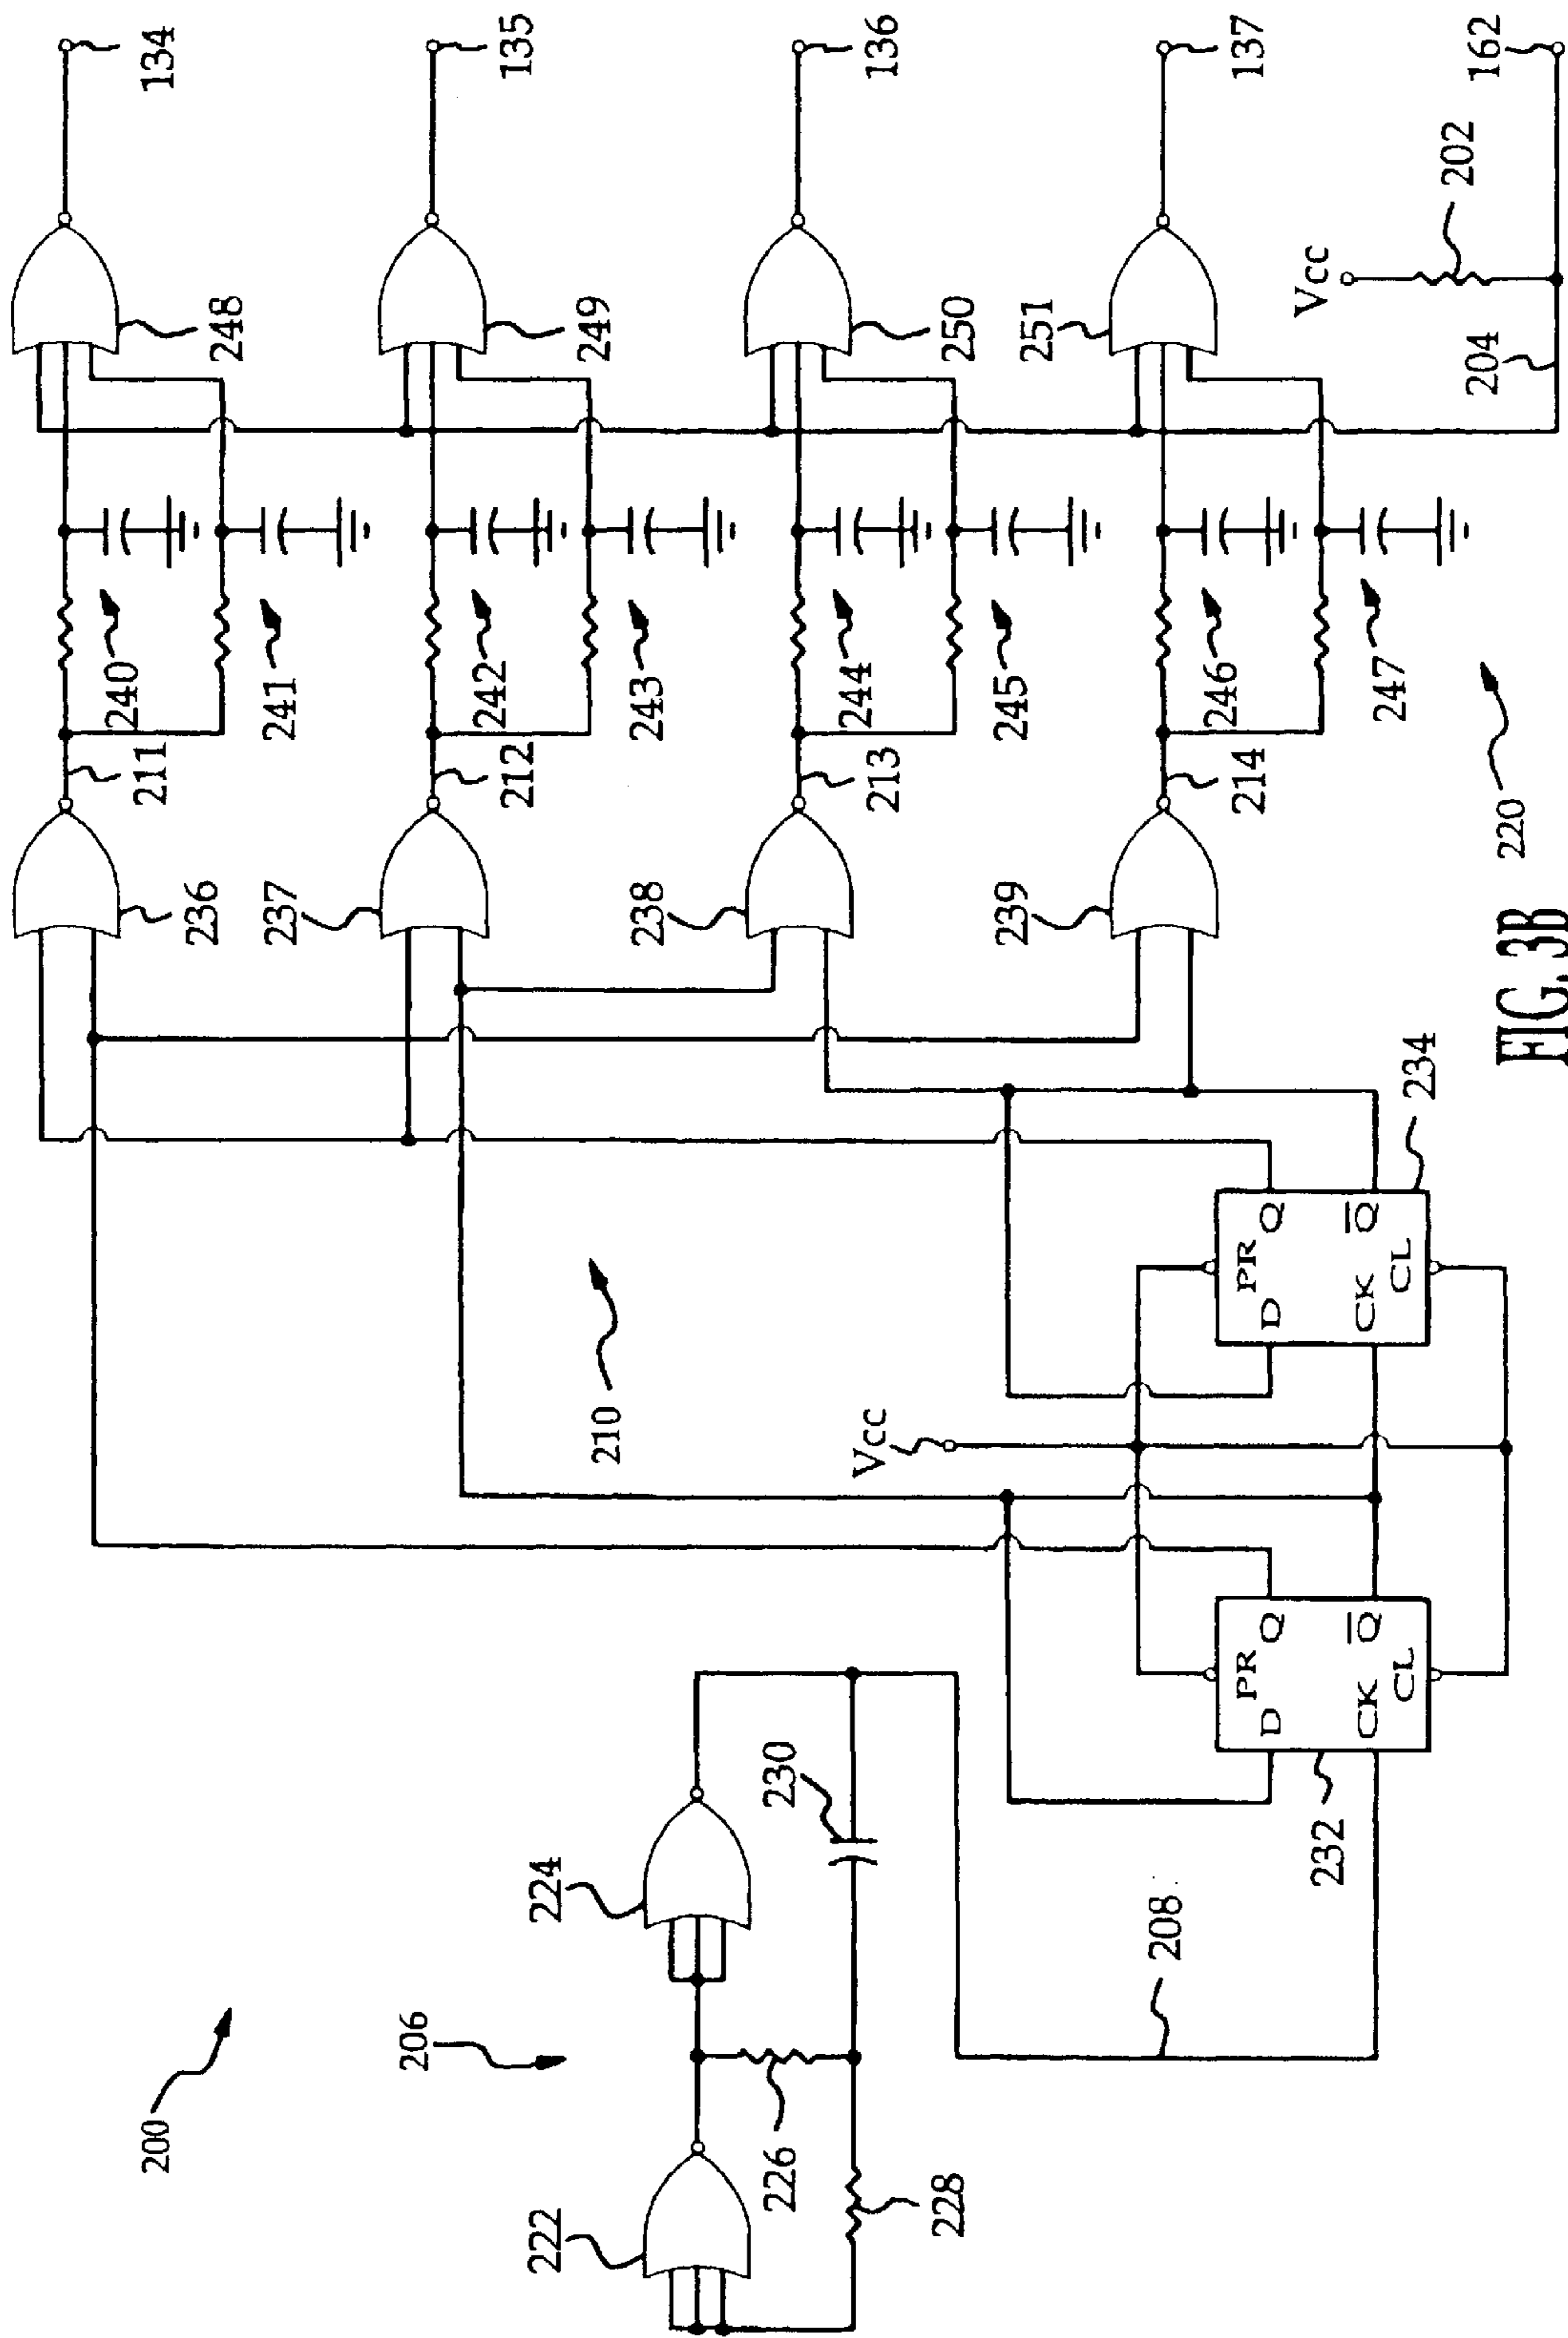 134
135
136
137
162
202
Vcc
204
248
249
250
251
240
241
242
243
244
245
246
247
211
212
213
214
220
236
237
238
239
FIG. 3B
234
210
PR
Q
D
Q
CK
CL
Vcc
PR
Q
D
Q
CK
CL
232
230
224
208
206
226
228
222
200